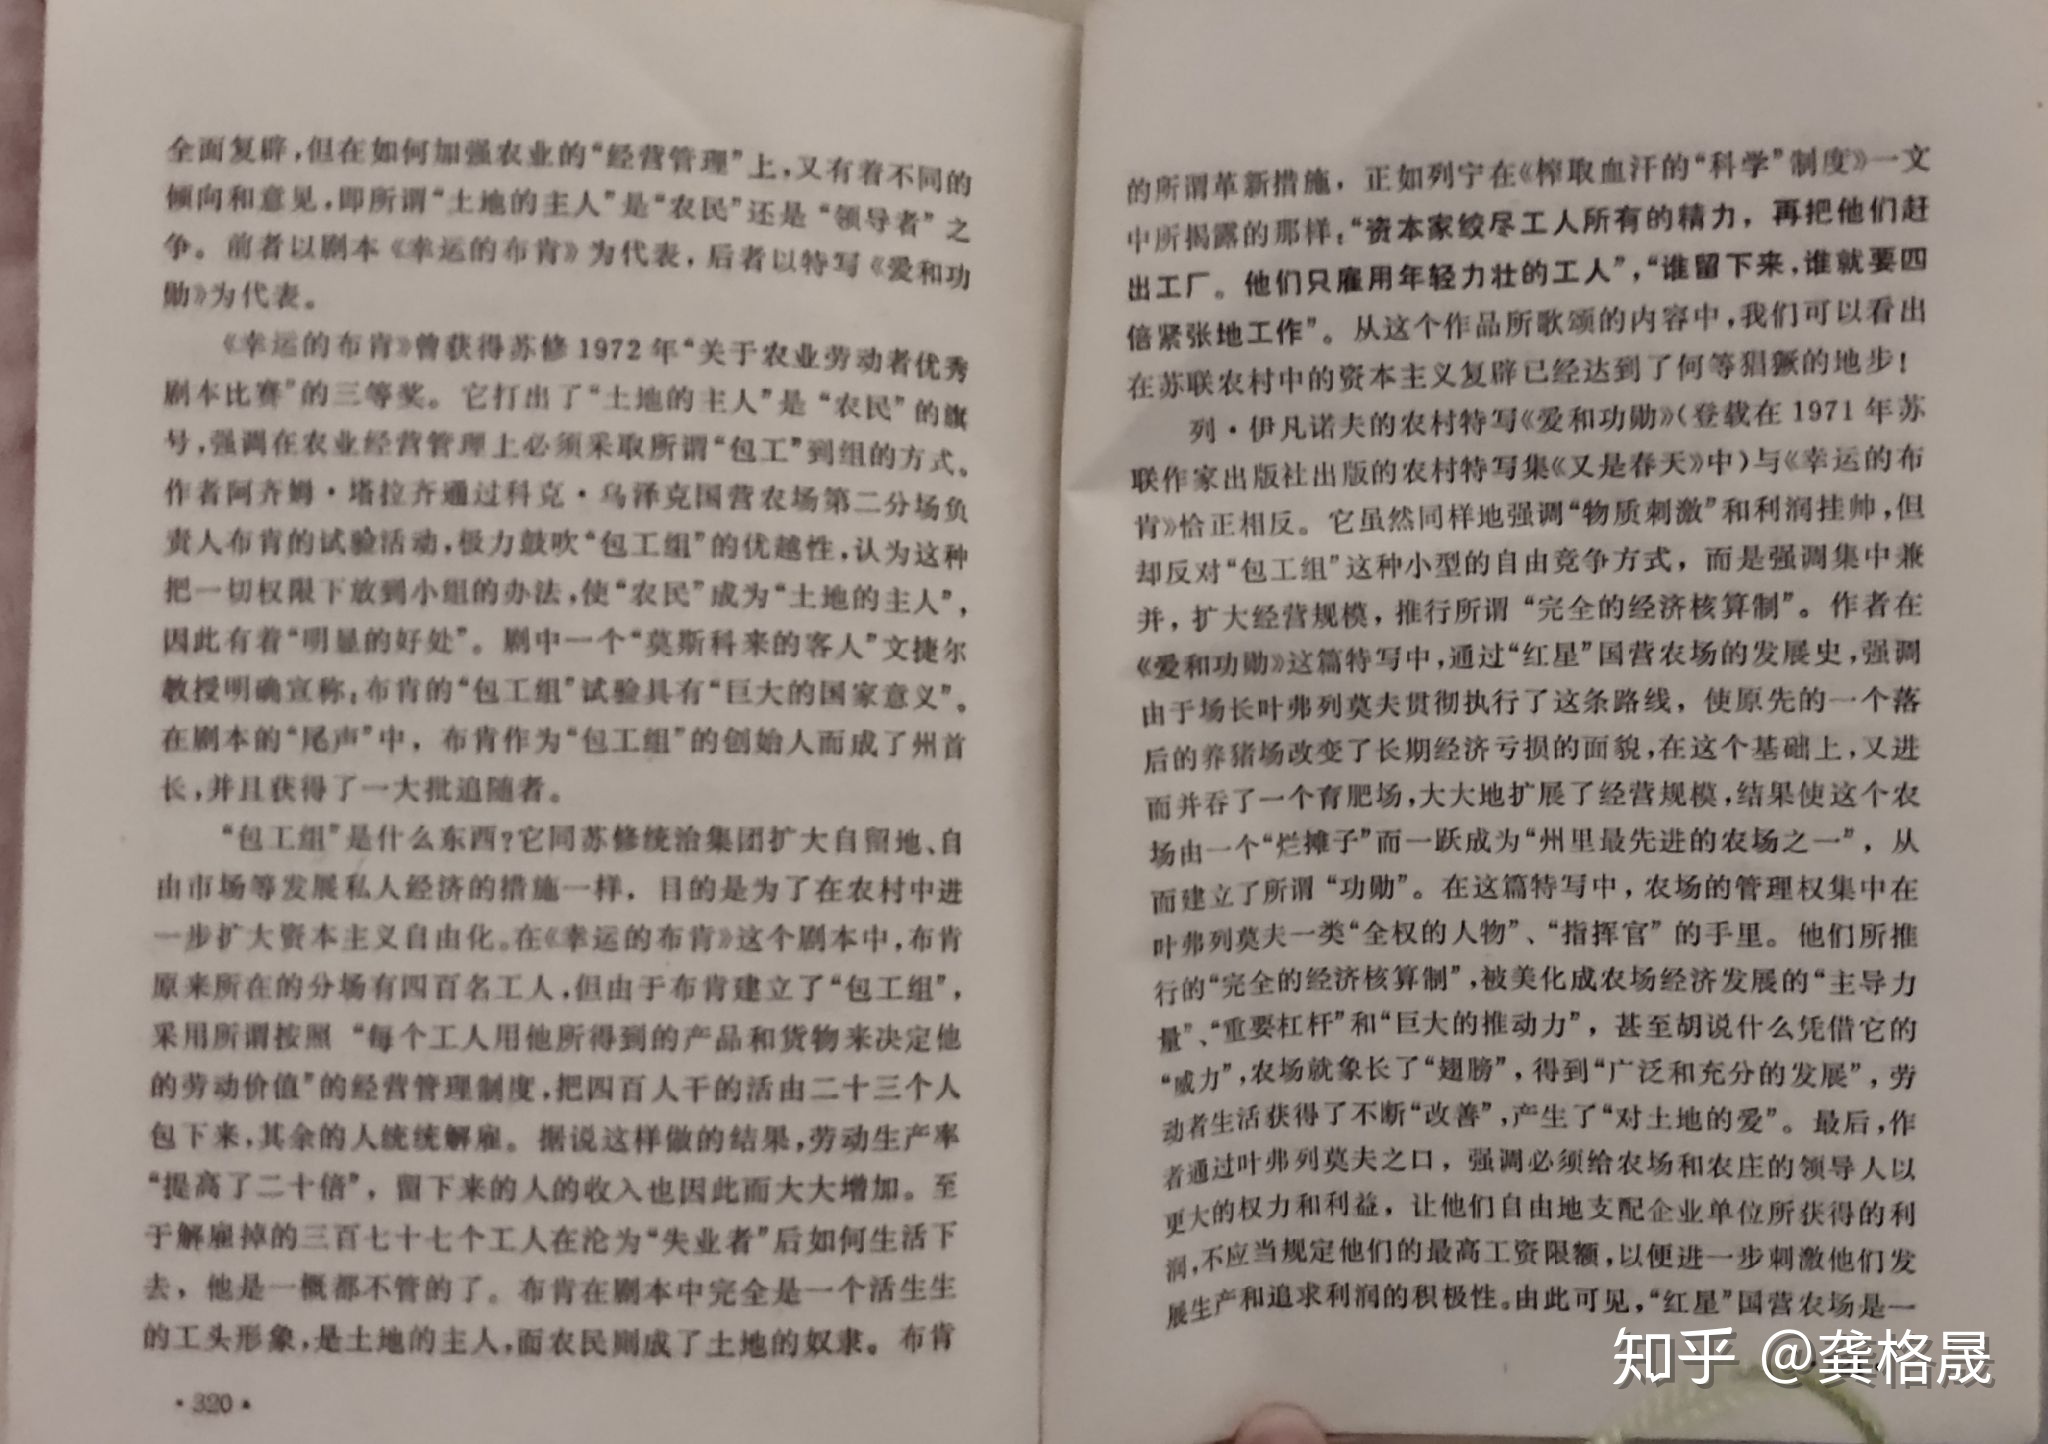 全面复辟，但在如何加强农业的“经营管理”上，又有着不同的
倾向和意见，即所谓“土地的主人”是“农民”还是“领导者”之
争。前者以剧本《幸运的布肯》为代表，后者以特写《爱和功
勋》为代表。
《幸运的布肯》曾获得苏修1972年“关于农业劳动者优秀
剧本比赛”的三等奖。它打出了“土地的主人”是“农民”的旗
号，强调在农业经营管理上必须采取所谓“包工”到组的方式。
作者阿齐姆·塔拉齐通过科克·乌泽克国营农场第二分场负
责人布肯的试验活动，极力鼓吹“包工组”的优越性，认为这种
把一切权限下放到小组的办法，使“农民”成为“土地的主人”，
因此有着“明显的好处”。剧中一个“莫斯科来的客人”文捷尔
教授明确宣称：布肯的“包工组”试验具有“巨大的国家意义”。
在剧本的“尾声”中，布肯作为“包工组”的创始人而成了州首
长，并且获得了一大批追随者。
“包工组”是什么东西？它同苏修统治集团扩大自留地、自
由市场等发展私人经济的措施一样，目的是为了在农村中进
一步扩大资本主义自由化。在《幸运的布肯》这个剧本中，布肯
原来所在的分场有四百名工人，但由于布肯建立了“包工组”，
采用所谓按照“每个工人用他所得到的产品和货物来决定他
的劳动价值”的经营管理制度，把四百人干的活由二十三个人
包下来，其余的人统统解雇。据说这样做的结果，劳动生产率
“提高了二十倍”，留下来的人的收入也因此而大大增加。至
于解雇掉的三百七十七个工人在沦为“失业者”后如何生活下
去，他是一概都不管的了。布肯在剧本中完全是一个活生生
的工头形象，是土地的主人，而农民则成了土地的奴隶。布肯
·320·
的所谓革新措施，正如列宁在《榨取血汗的“科学”制度》一文
中所揭露的那样：“资本家绞尽工人所有的精力，再把他们赶
出工厂。他们只雇用年轻力壮的工人”，“谁留下来，谁就要四
倍紧张地工作”。从这个作品所歌颂的内容中，我们可以看出
在苏联农村中的资本主义复辟已经达到了何等猖獗的地步！
列·伊凡诺夫的农村特写《爱和功勋》（登载在1971年苏
联作家出版社出版的农村特写集《又是春天》中）与《幸运的布
肯》恰正相反。它虽然同样地强调“物质刺激”和利润挂帅，但
却反对“包工组”这种小型的自由竞争方式，而是强调集中兼
并，扩大经营规模，推行所谓“完全的经济核算制”。作者在
《爱和功勋》这篇特写中，通过“红星”国营农场的发展史，强调
由于场长叶弗列莫夫贯彻执行了这条路线，使原先的一个落
后的养猪场改变了长期经济亏损的面貌，在这个基础上，又进
而并吞了一个育肥场，大大地扩展了经营规模，结果使这个农
场由一个“烂摊子”而一跃成为“州里最先进的农场之一”，从
而建立了所谓“功勋”。在这篇特写中，农场的管理权集中在
叶弗列莫夫一类“全权的人物”、“指挥官”的手里。他们所推
行的“完全的经济核算制”，被美化成农场经济发展的“主导力
量”、“重要杠杆”和“巨大的推动力”，甚至胡说什么凭借它的
“威力”，农场就象长了“翅膀”，得到“广泛和充分的发展”，劳
动者生活获得了不断“改善”，产生了“对土地的爱”。最后，作
者通过叶弗列莫夫之口，强调必须给农场和农庄的领导人以
更大的权力和利益，让他们自由地支配企业单位所获得的利
润，不应当规定他们的最高工资限额，以便进一步刺激他们发
展生产和追求利润的积极性。由此可见，“红星”国营农场是一
知乎 @龚格晟